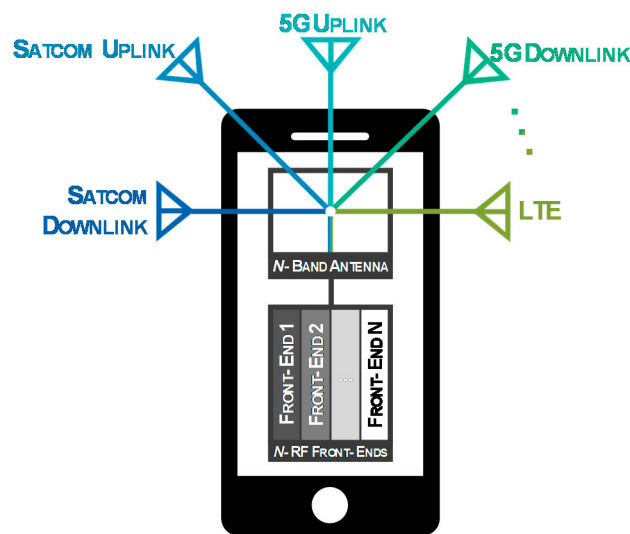 5G UPLINK
SATCOM UPLINK
5G DOWNLINK
SATCOM
DOWNLINK
LTE
N-BAND ANTENNA
FRONT-END 1
FRONT-END 2
...
FRONT-END N
N-RF FRONT-ENDS